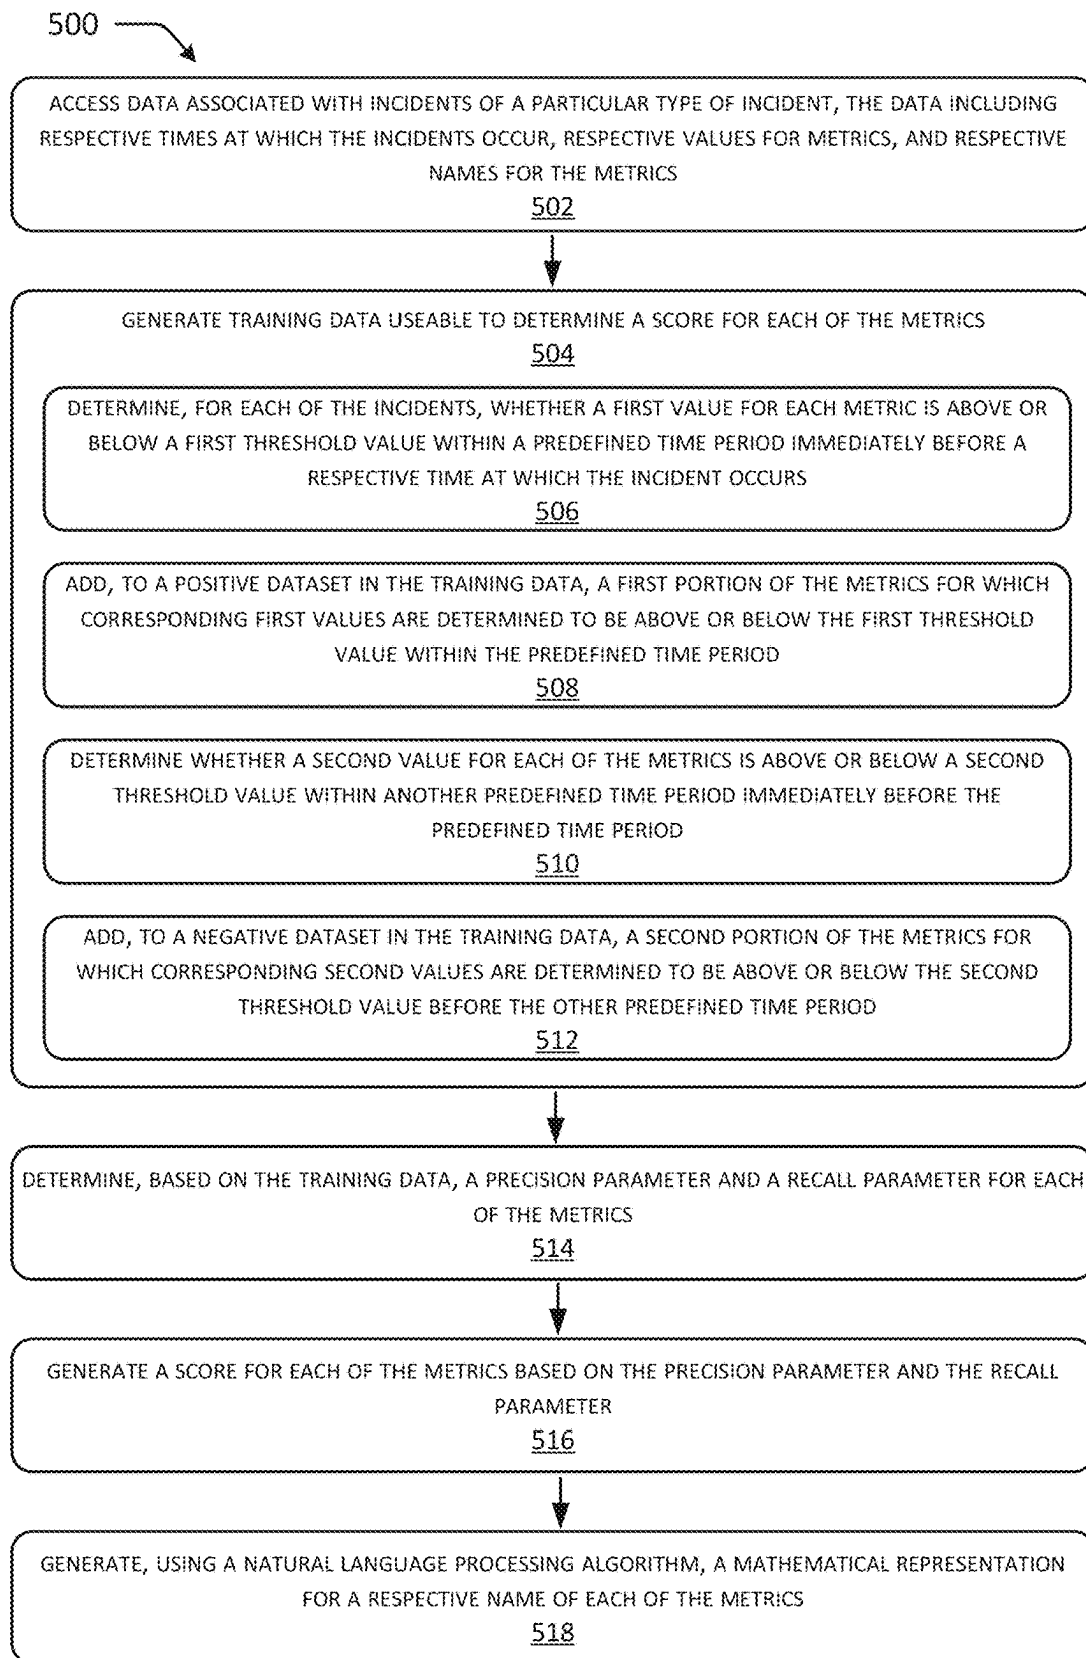 500
ACCESS DATA ASSOCIATED WITH INCIDENTS OF A PARTICULAR TYPE OF INCIDENT, THE DATA INCLUDING
RESPECTIVE TIMES AT WHICH THE INCIDENTS OCCUR, RESPECTIVE VALUES FOR METRICS, AND RESPECTIVE
NAMES FOR THE METRICS
502
GENERATE TRAINING DATA USEABLE TO DETERMINE A SCORE FOR EACH OF THE METRICS
504
DETERMINE, FOR EACH OF THE INCIDENTS, WHETHER A FIRST VALUE FOR EACH METRIC IS ABOVE OR
BELOW A FIRST THRESHOLD VALUE WITHIN A PREDEFINED TIME PERIOD IMMEDIATELY BEFORE A
RESPECTIVE TIME AT WHICH THE INCIDENT OCCURS
506
ADD, TO A POSITIVE DATASET IN THE TRAINING DATA, A FIRST PORTION OF THE METRICS FOR WHICH
CORRESPONDING FIRST VALUES ARE DETERMINED TO BE ABOVE OR BELOW THE FIRST THRESHOLD
VALUE WITHIN THE PREDEFINED TIME PERIOD
508
DETERMINE WHETHER A SECOND VALUE FOR EACH OF THE METRICS IS ABOVE OR BELOW A SECOND
THRESHOLD VALUE WITHIN ANOTHER PREDEFINED TIME PERIOD IMMEDIATELY BEFORE THE
PREDEFINED TIME PERIOD
510
ADD, TO A NEGATIVE DATASET IN THE TRAINING DATA, A SECOND PORTION OF THE METRICS FOR
WHICH CORRESPONDING SECOND VALUES ARE DETERMINED TO BE ABOVE OR BELOW THE SECOND
THRESHOLD VALUE BEFORE THE OTHER PREDEFINED TIME PERIOD
512
DETERMINE, BASED ON THE TRAINING DATA, A PRECISION PARAMETER AND A RECALL PARAMETER FOR EACH
OF THE METRICS
514
GENERATE A SCORE FOR EACH OF THE METRICS BASED ON THE PRECISION PARAMETER AND THE RECALL
PARAMETER
516
GENERATE, USING A NATURAL LANGUAGE PROCESSING ALGORITHM, A MATHEMATICAL REPRESENTATION
FOR A RESPECTIVE NAME OF EACH OF THE METRICS
518